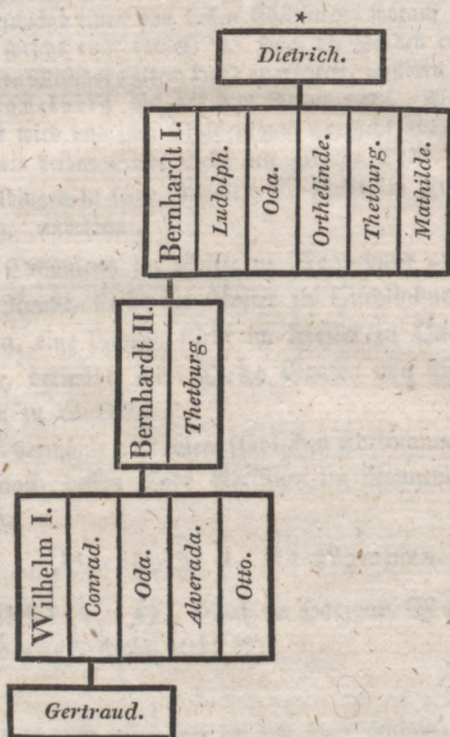 *
Dietrich.
Bernhardt I.
Ludolph.
Oda.
Orthelinde.
Thetburg.
Mathilde.
Bernhardt II.
Thetburg.
Wilhelm I.
Conrad.
Oda.
Alverada.
Otto.
Gertraud.